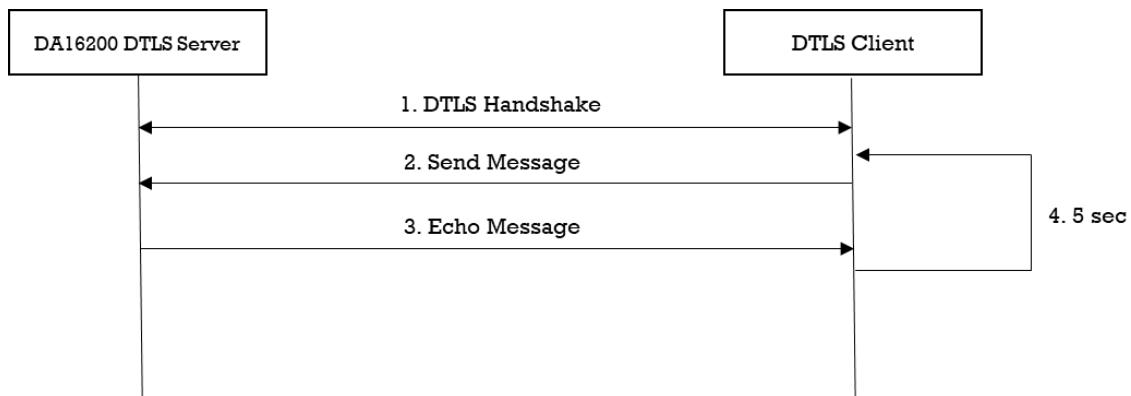 DA16200 DTLS Server
DTLS Client
1. DTLS Handshake
2. Send Message
3. Echo Message
4. 5 sec